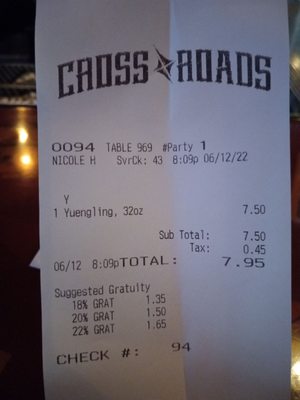 CROSS ROADS
0094 TABLE 969 #Party 1
NICOLE H SvrCk: 43 8:09p 06/12/22
Y
1 Yuengling, 32oz 7.50
Sub Total: 7.50
Tax: 0.45
06/12 8:09pTOTAL: 7.95
Suggested Gratuity
18% GRAT 1.35
20% GRAT 1.50
22% GRAT 1.65
CHECK #: 94